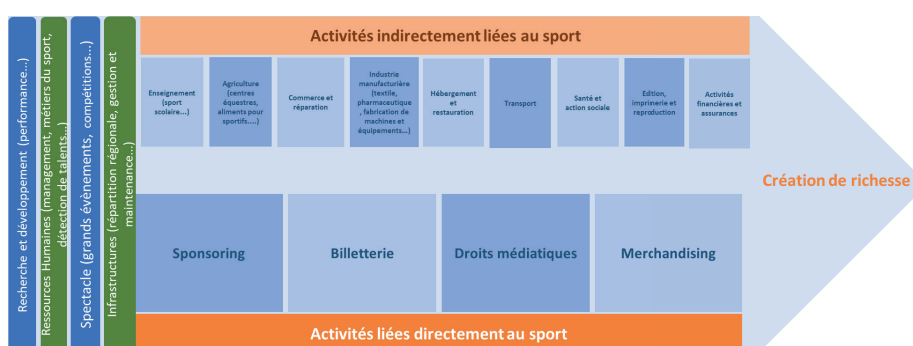 Recherche et développement (performance...)
Ressources Humaines (management, métiers du sport,
détection de talents...)
Spectacle (grands évènements, compétitions...)
Infrastructures (répartition régionale, gestion et
maintenance...)
Activités indirectement liées au sport
Enseignement
(sport
scolaire...)
Agriculture
(centres
équestres,
aliments pour
sportifs....)
Commerce et
réparation
Industrie
manufacturière
(textile,
pharmaceutique
, fabrication de
machines et
équipements...)
Hébergement
et
restauration
Transport
Santé et
action sociale
Edition,
imprimerie et
reproduction
Activités
financières et
assurances
Création de richesse
Sponsoring
Billetterie
Droits médiatiques
Merchandising
Activités liées directement au sport